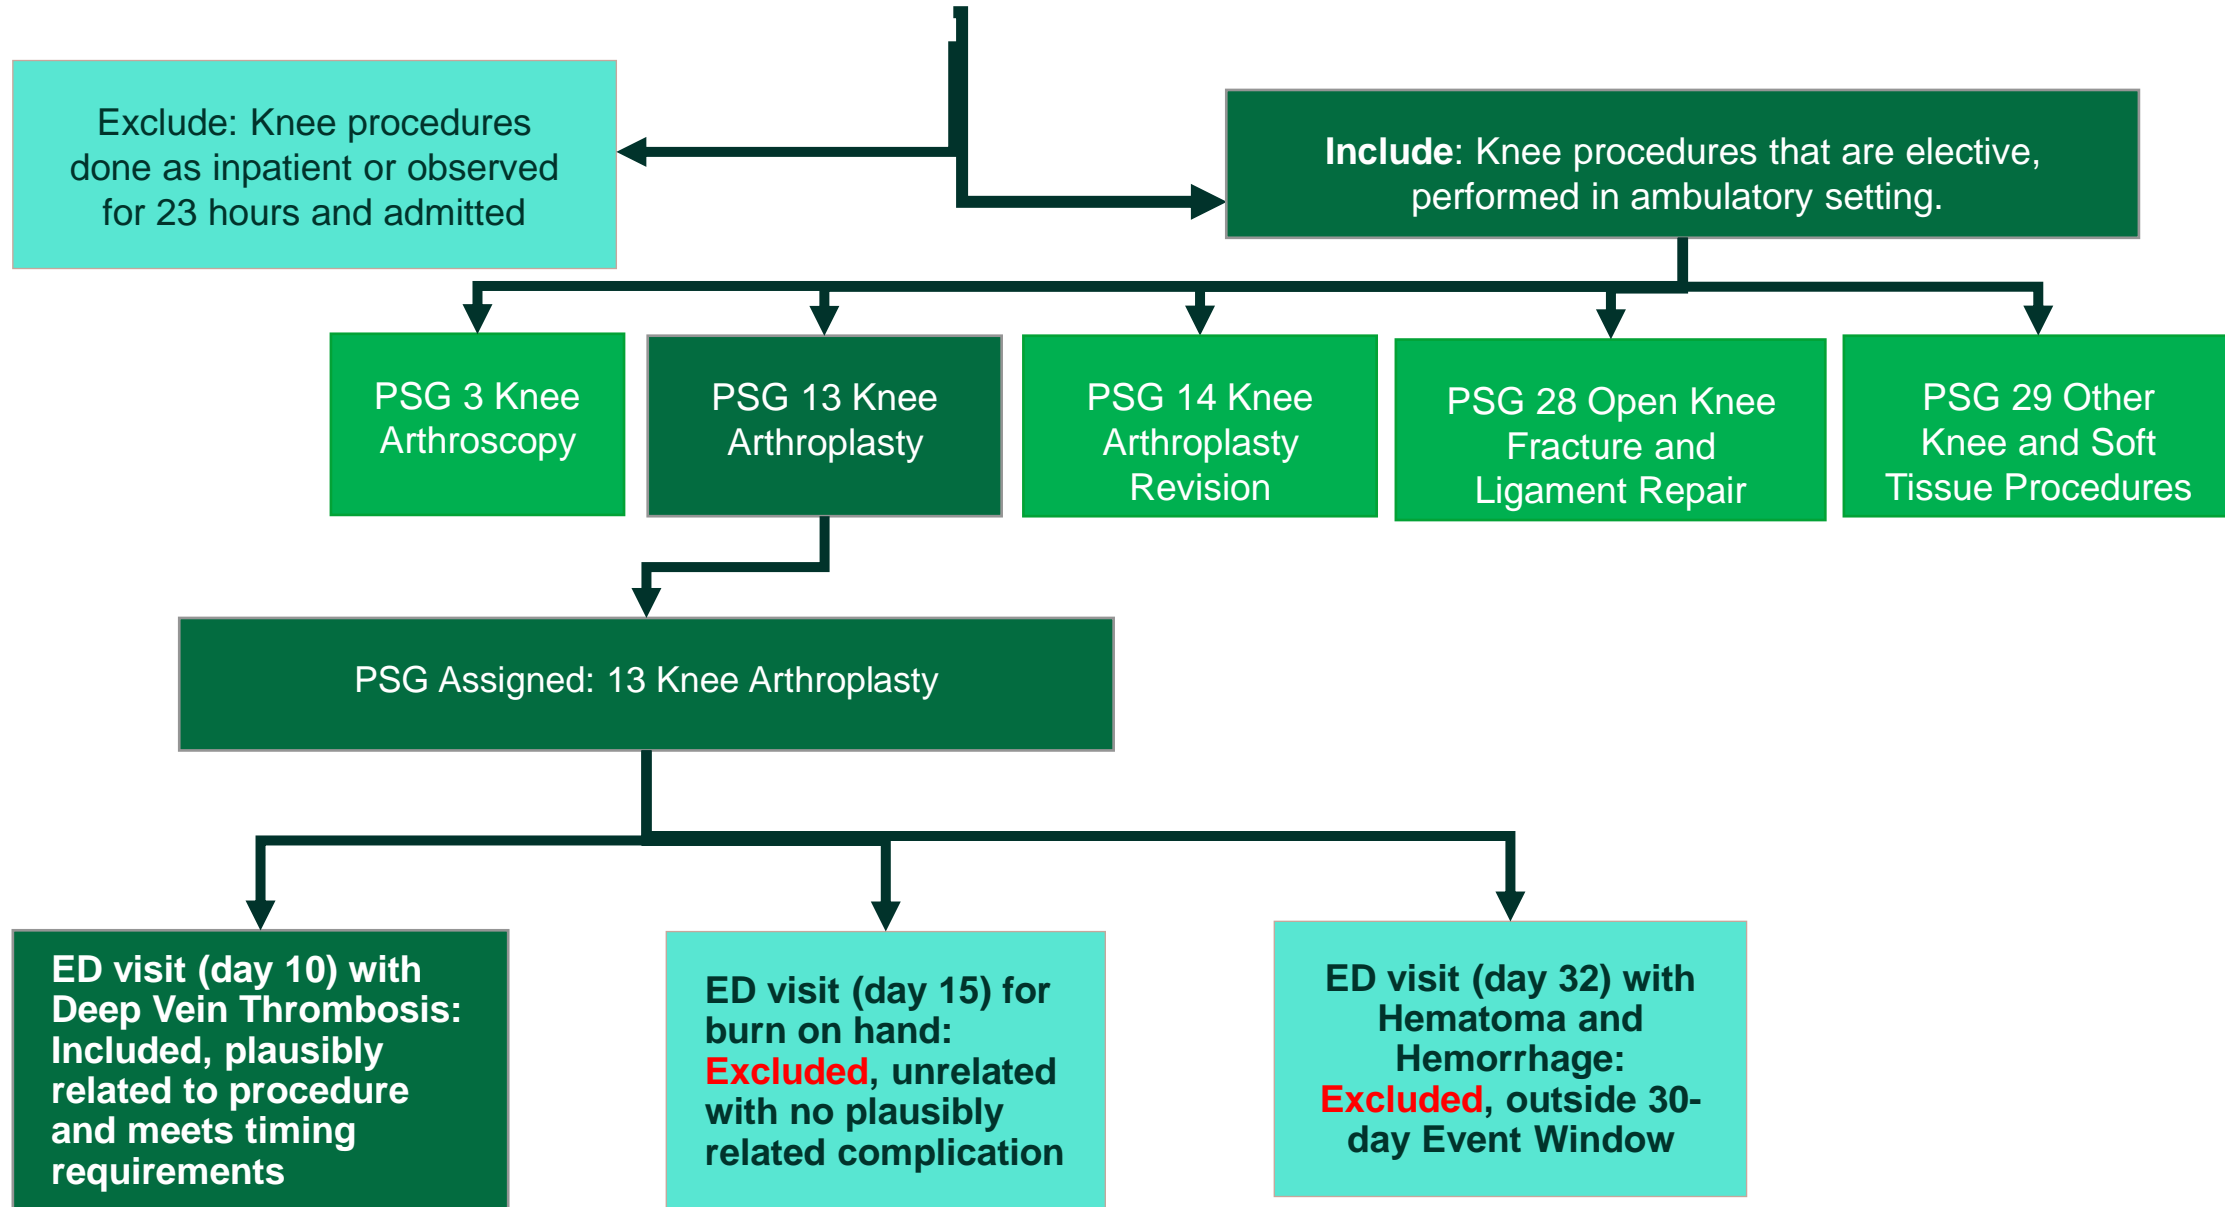 Exclude: Knee procedures
done as inpatient or observed
for 23 hours and admitted
Include: Knee procedures that are elective,
performed in ambulatory setting.
PSG 3 Knee
Arthroscopy
PSG 13 Knee
Arthroplasty
PSG 14 Knee
Arthroplasty
Revision
PSG 28 Open Knee
Fracture and
Ligament Repair
PSG 29 Other
Knee and Soft
Tissue Procedures
PSG Assigned: 13 Knee Arthroplasty
ED visit (day 10) with
Deep Vein Thrombosis:
Included, plausibly
related to procedure
and meets timing
requirements
ED visit (day 15) for
burn on hand:
Excluded, unrelated
with no plausibly
related complication
ED visit (day 32) with
Hematoma and
Hemorrhage:
Excluded, outside 30-
day Event Window